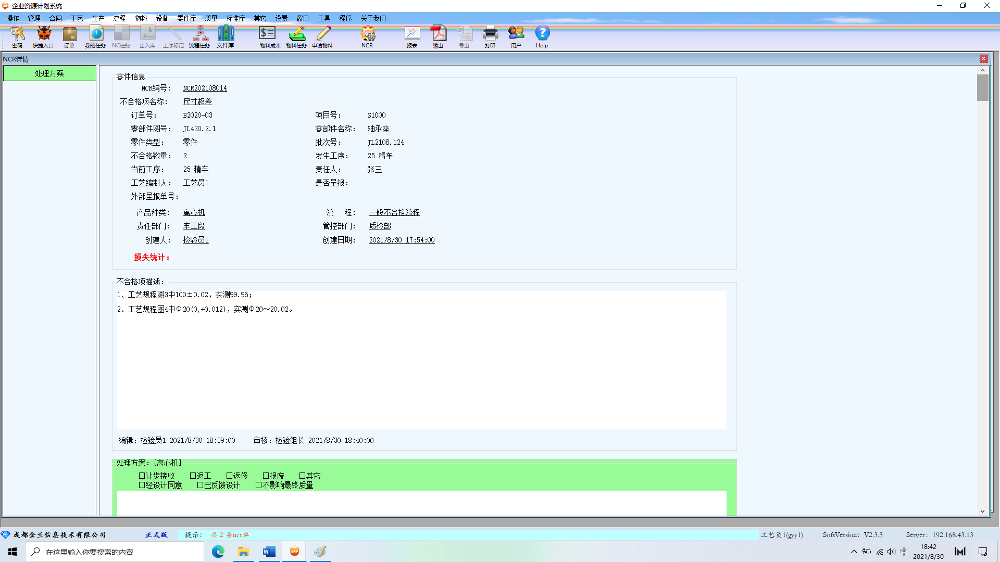 企业资源计划系统
操作 管理 合同 工艺 生产 流程 物料 设备 零件库 质量 标准库 其它 设置 窗口 工具 程序 关于我们
密码 快捷入口 订单 我的任务 NC任务 出入库 工序标记 流程任务 文件库 物料成本 物料任务 申请物料 NCR 报表 输出 导出 打印 用户 Help
NCR详情
处理方案
零件信息
NCR编号： NCR202108014
不合格项名称： 尺寸超差
订单号： B2020-03 项目号： S1000
零部件图号： JL430.2.1 零部件名称： 轴承座
零件类型： 零件 批次号： JL2108.124
不合格数量： 2 发生工序： 25 精车
当前工序： 25 精车 责任人： 张三
工艺编制人： 工艺员1 是否呈报：
外部呈报单号：
产品种类： 离心机 流 程： 一般不合格流程
责任部门： 车工段 管控部门： 质检部
创建人： 检验员1 创建日期： 2021/8/30 17:54:00
损失统计：
不合格项描述：
1、工艺规程图3中100±0.02，实测99.96；
2、工艺规程图4中Φ20(0,+0.012)，实测Φ20～20.02。
编辑：检验员1 2021/8/30 18:39:00 审核：检验组长 2021/8/30 18:40:00
处理方案：[离心机]
□让步接收 □返工 □返修 □报废 □其它
□经设计同意 □已反馈设计 □不影响最终质量
成都金兰信息技术有限公司 正式版 提示： 共 2 条ncr单 工艺员1(gyy1) SoftVersion: V2.3.3 Server: 192.168.43.13
在这里输入你要搜索的内容 中 18:42
2021/8/30